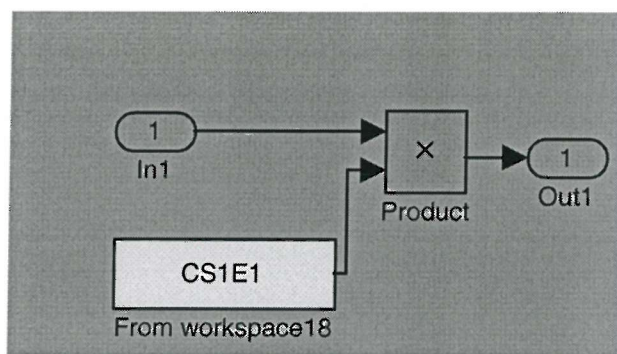 1
In1
×
Product
1
Out1
CS1E1
From workspace18